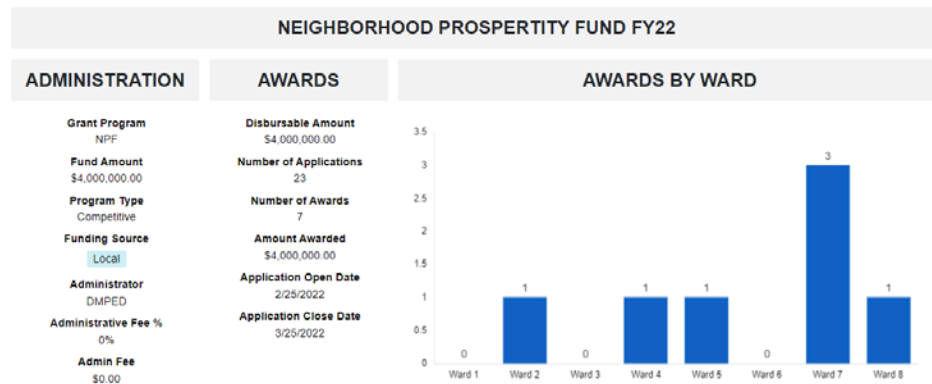 NEIGHBORHOOD PROSPERTITY FUND FY22
ADMINISTRATION
Grant Program
NPF
Fund Amount
$4,000,000.00
Program Type
Competitive
Funding Source
Local
Administrator
DMPED
Administrative Fee %
0%
Admin Fee
$0.00
AWARDS
Disbursable Amount
$4,000,000.00
Number of Applications
23
Number of Awards
7
Amount Awarded
$4,000,000.00
Application Open Date
2/25/2022
Application Close Date
3/25/2022
AWARDS BY WARD
3.5
3
2.5
2
1.5
1
0.5
0
0 1 0 1 1 0 3 1
Ward 1 Ward 2 Ward 3 Ward 4 Ward 5 Ward 6 Ward 7 Ward 8